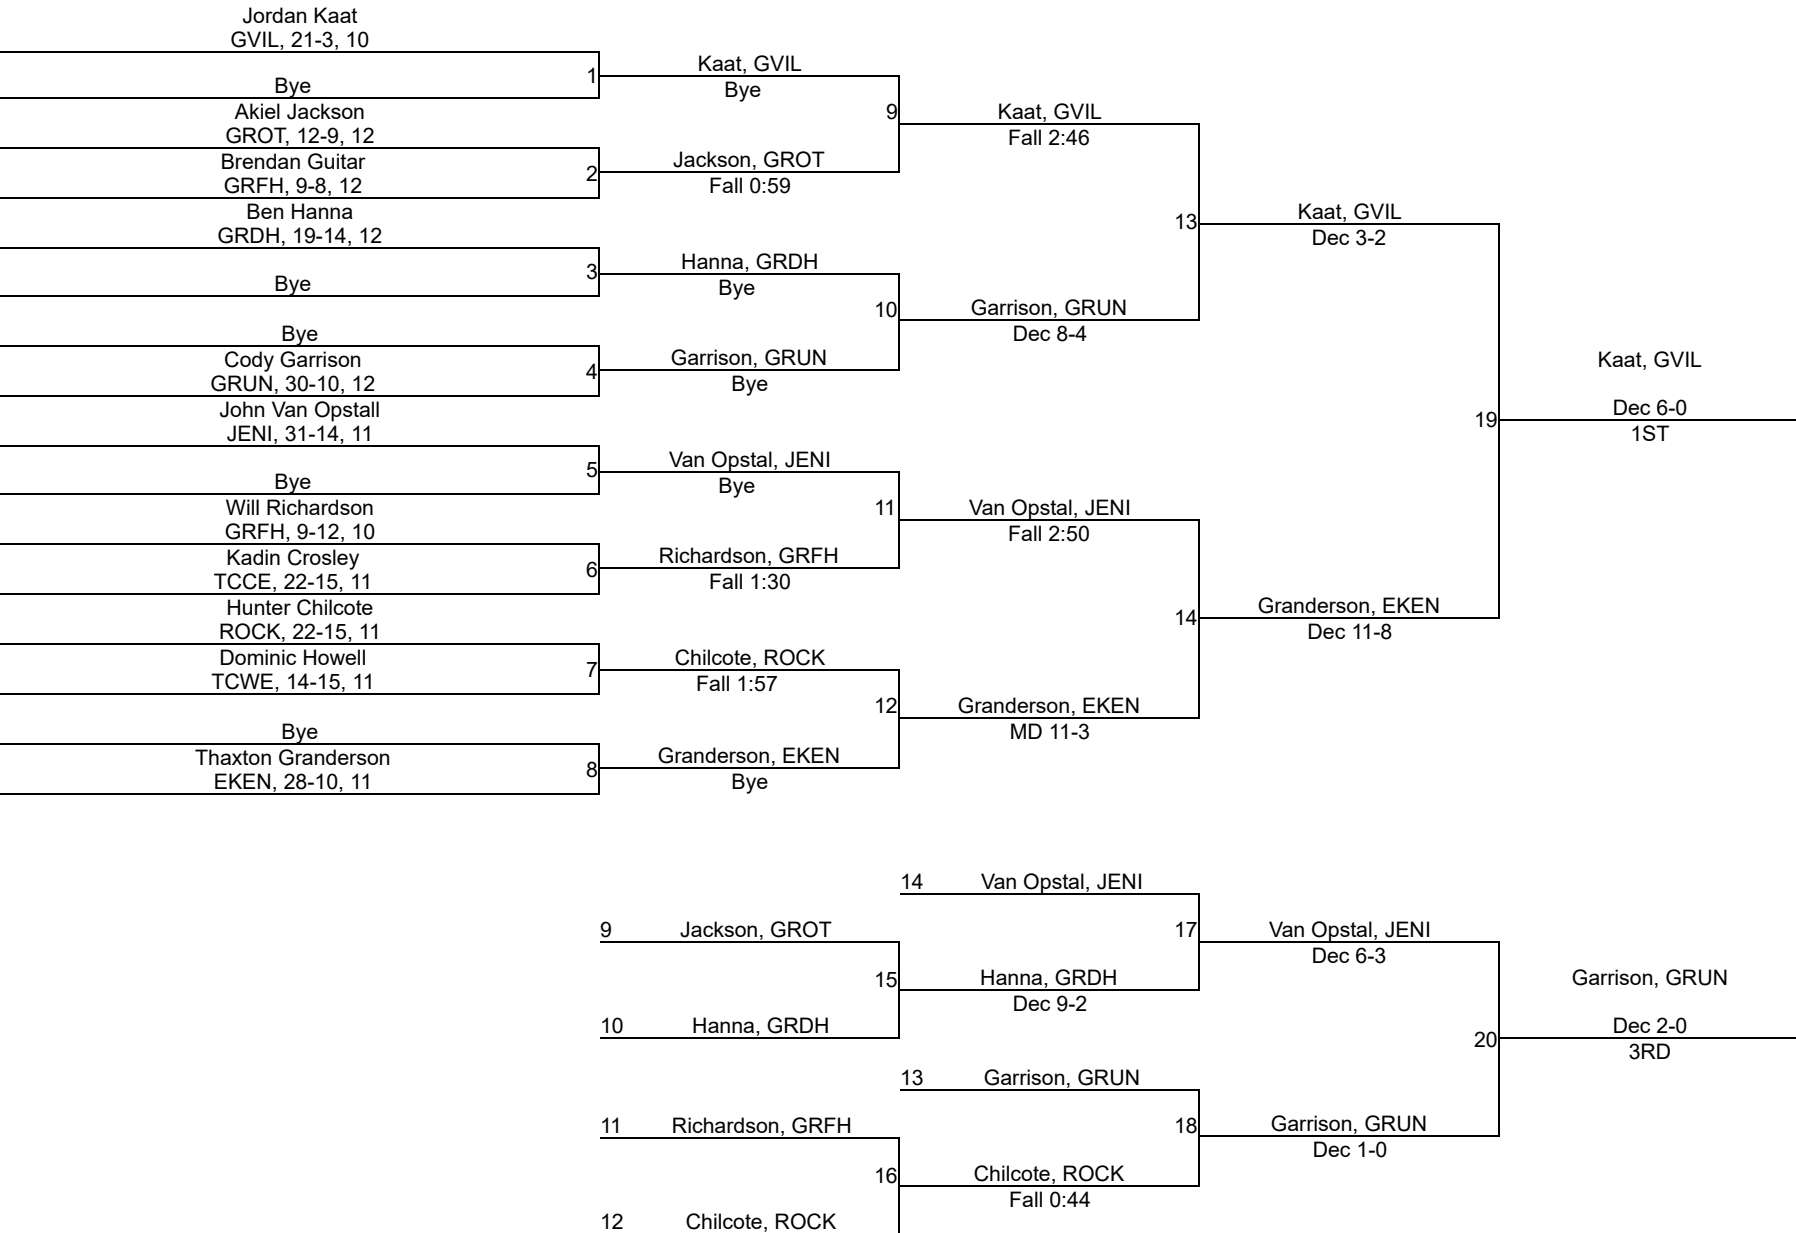 Jordan Kaat
GVIL, 21-3, 10
Bye
1
Akiel Jackson
GROT, 12-9, 12
Brendan Guitar
GRFH, 9-8, 12
2
Ben Hanna
GRDH, 19-14, 12
Bye
3
Bye
Cody Garrison
GRUN, 30-10, 12
4
John Van Opstall
JENI, 31-14, 11
Bye
5
Will Richardson
GRFH, 9-12, 10
Kadin Crosley
TCCE, 22-15, 11
6
Hunter Chilcote
ROCK, 22-15, 11
Dominic Howell
TCWE, 14-15, 11
7
Bye
Thaxton Granderson
EKEN, 28-10, 11
8
Kaat, GVIL
Bye
9
Jackson, GROT
Fall 0:59
Hanna, GRDH
Bye
10
Garrison, GRUN
Bye
Van Opstal, JENI
Bye
11
Richardson, GRFH
Fall 1:30
Chilcote, ROCK
Fall 1:57
12
Granderson, EKEN
Bye
Kaat, GVIL
Fall 2:46
13
Garrison, GRUN
Dec 8-4
Van Opstal, JENI
Fall 2:50
14
Granderson, EKEN
MD 11-3
Kaat, GVIL
Dec 3-2
19
Granderson, EKEN
Dec 11-8
Kaat, GVIL
Dec 6-0
1ST
14 Van Opstal, JENI
9 Jackson, GROT
17
15
Hanna, GRDH
Dec 9-2
10 Hanna, GRDH
13 Garrison, GRUN
11 Richardson, GRFH
18
16
Chilcote, ROCK
Fall 0:44
12 Chilcote, ROCK
Van Opstal, JENI
Dec 6-3
20
Garrison, GRUN
Dec 1-0
Garrison, GRUN
Dec 2-0
3RD